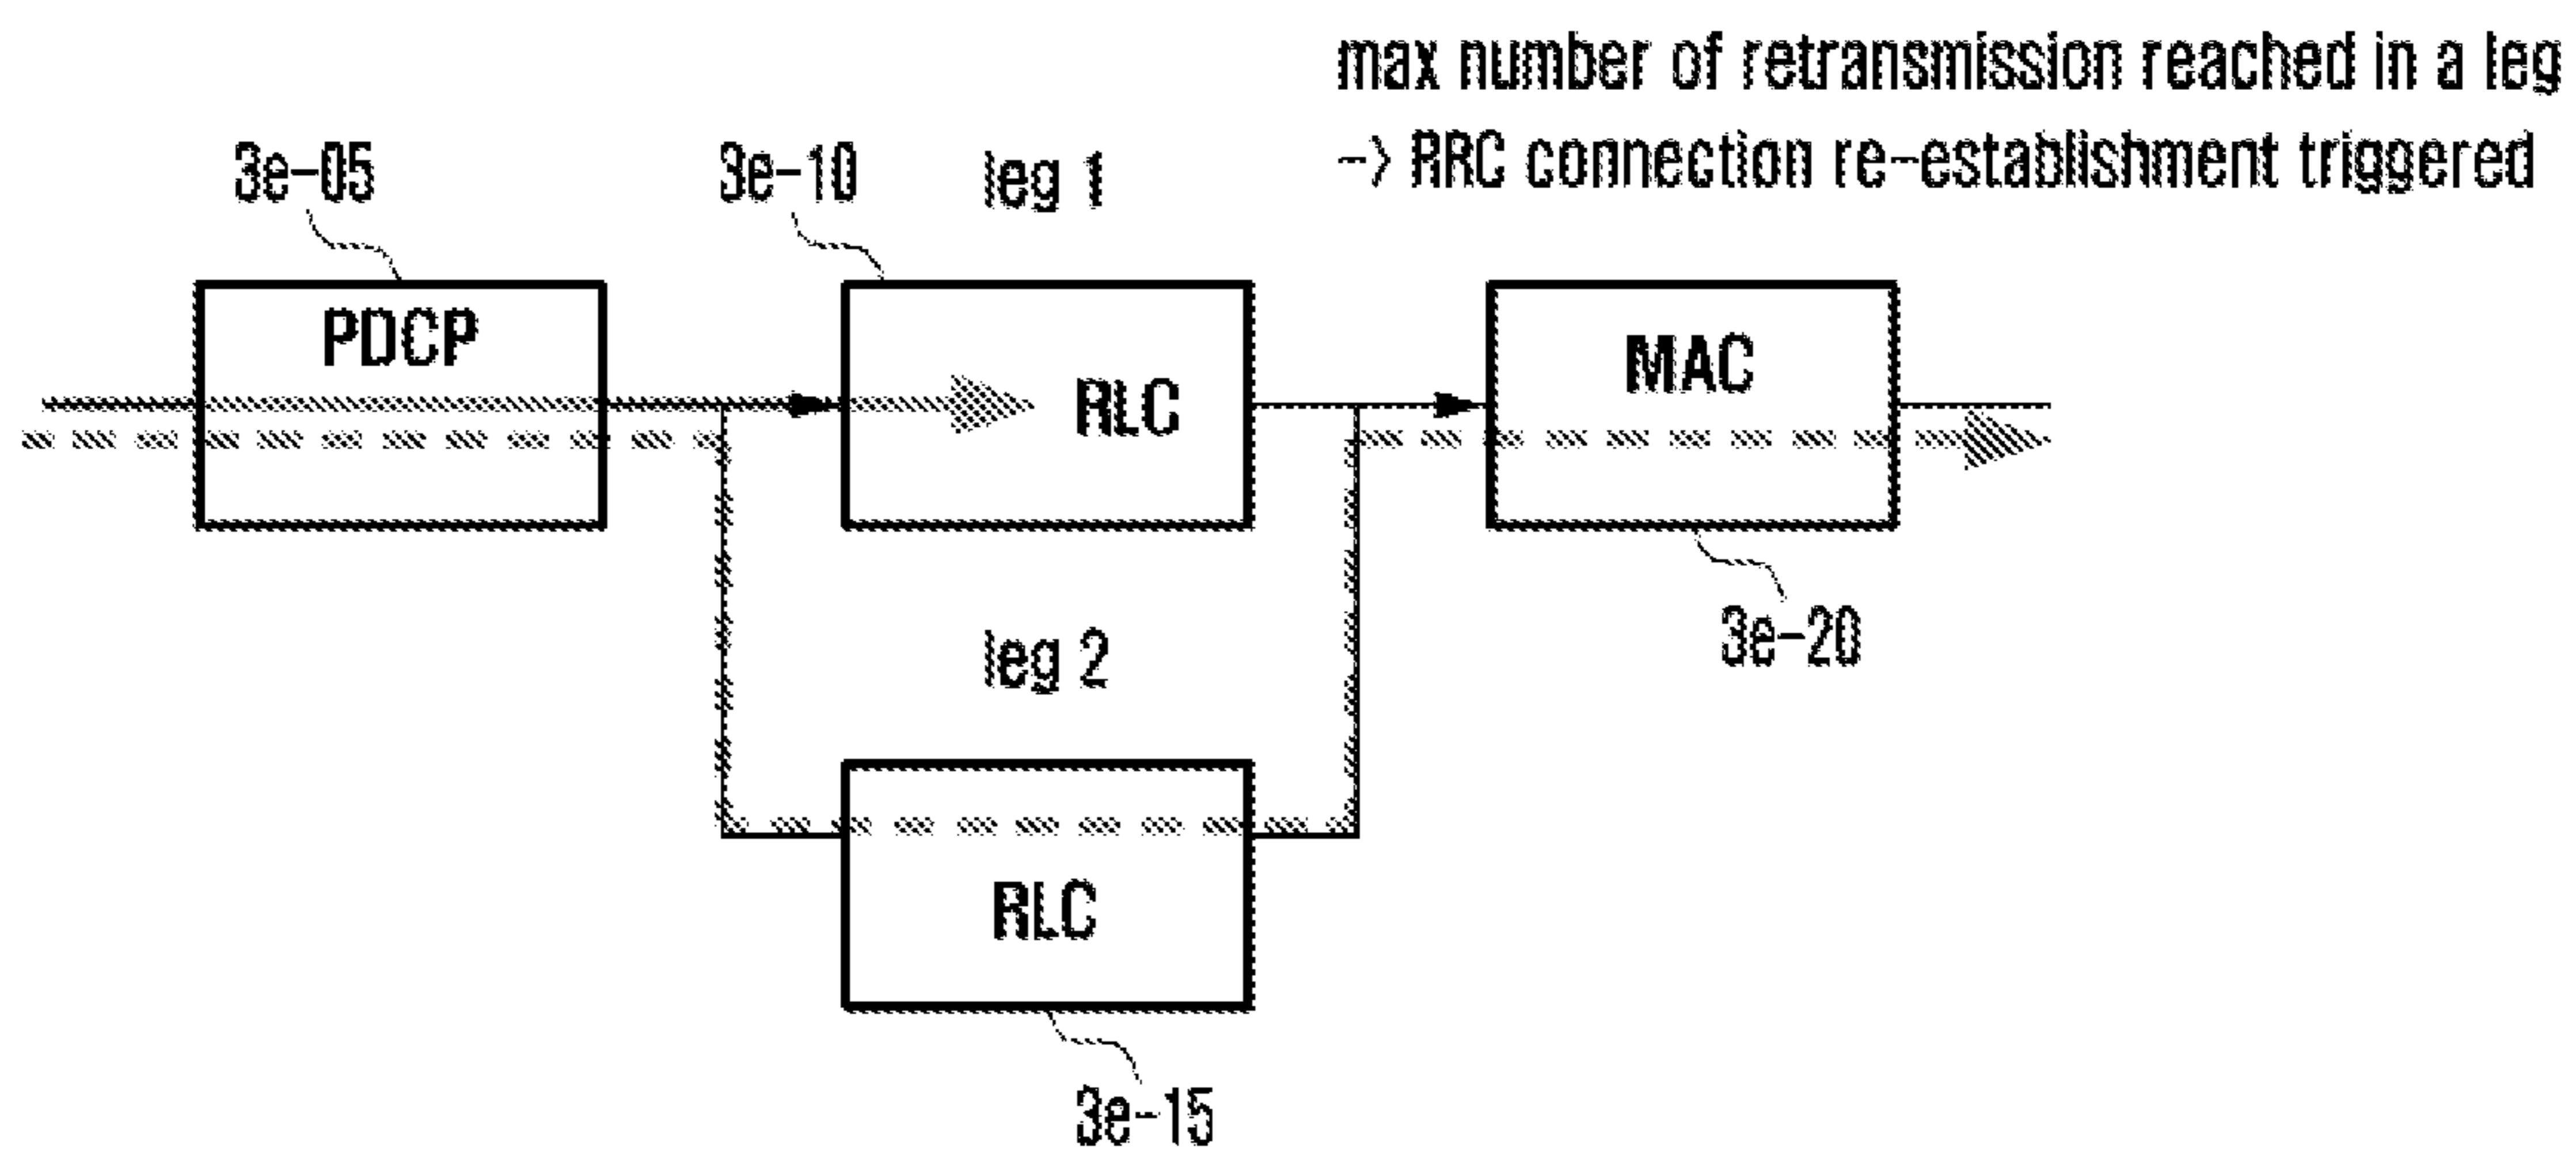 max number of retransmission reached in a leg
-> RRC connection re-establishment triggered
3e-05
3e-10
leg 1
PDCP
RLC
MAC
3e-20
leg 2
RLC
3e-15